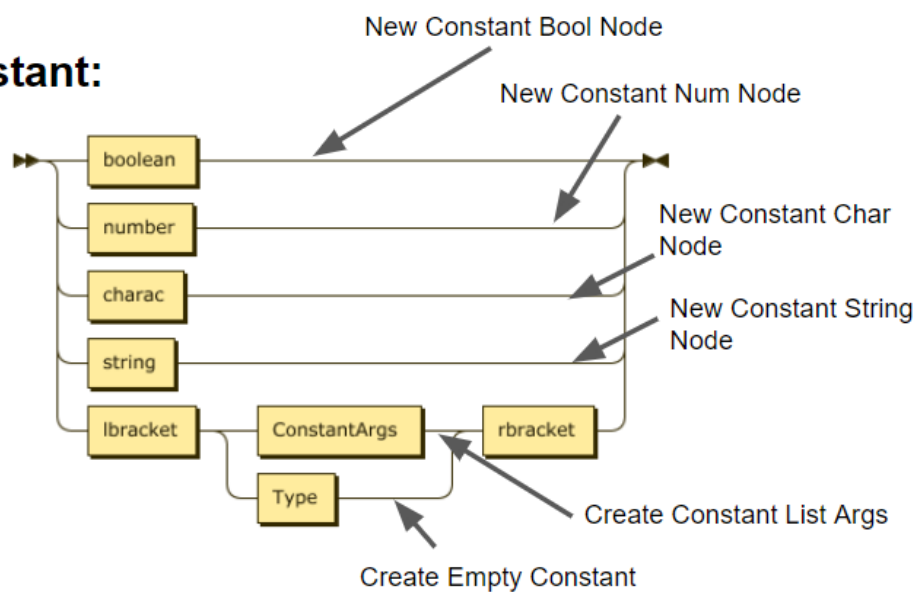 New Constant Bool Node
stant:
New Constant Num Node
boolean
number
New Constant Char
Node
charac
New Constant String
Node
string
lbracket
ConstantArgs
rbracket
Type
Create Constant List Args
Create Empty Constant